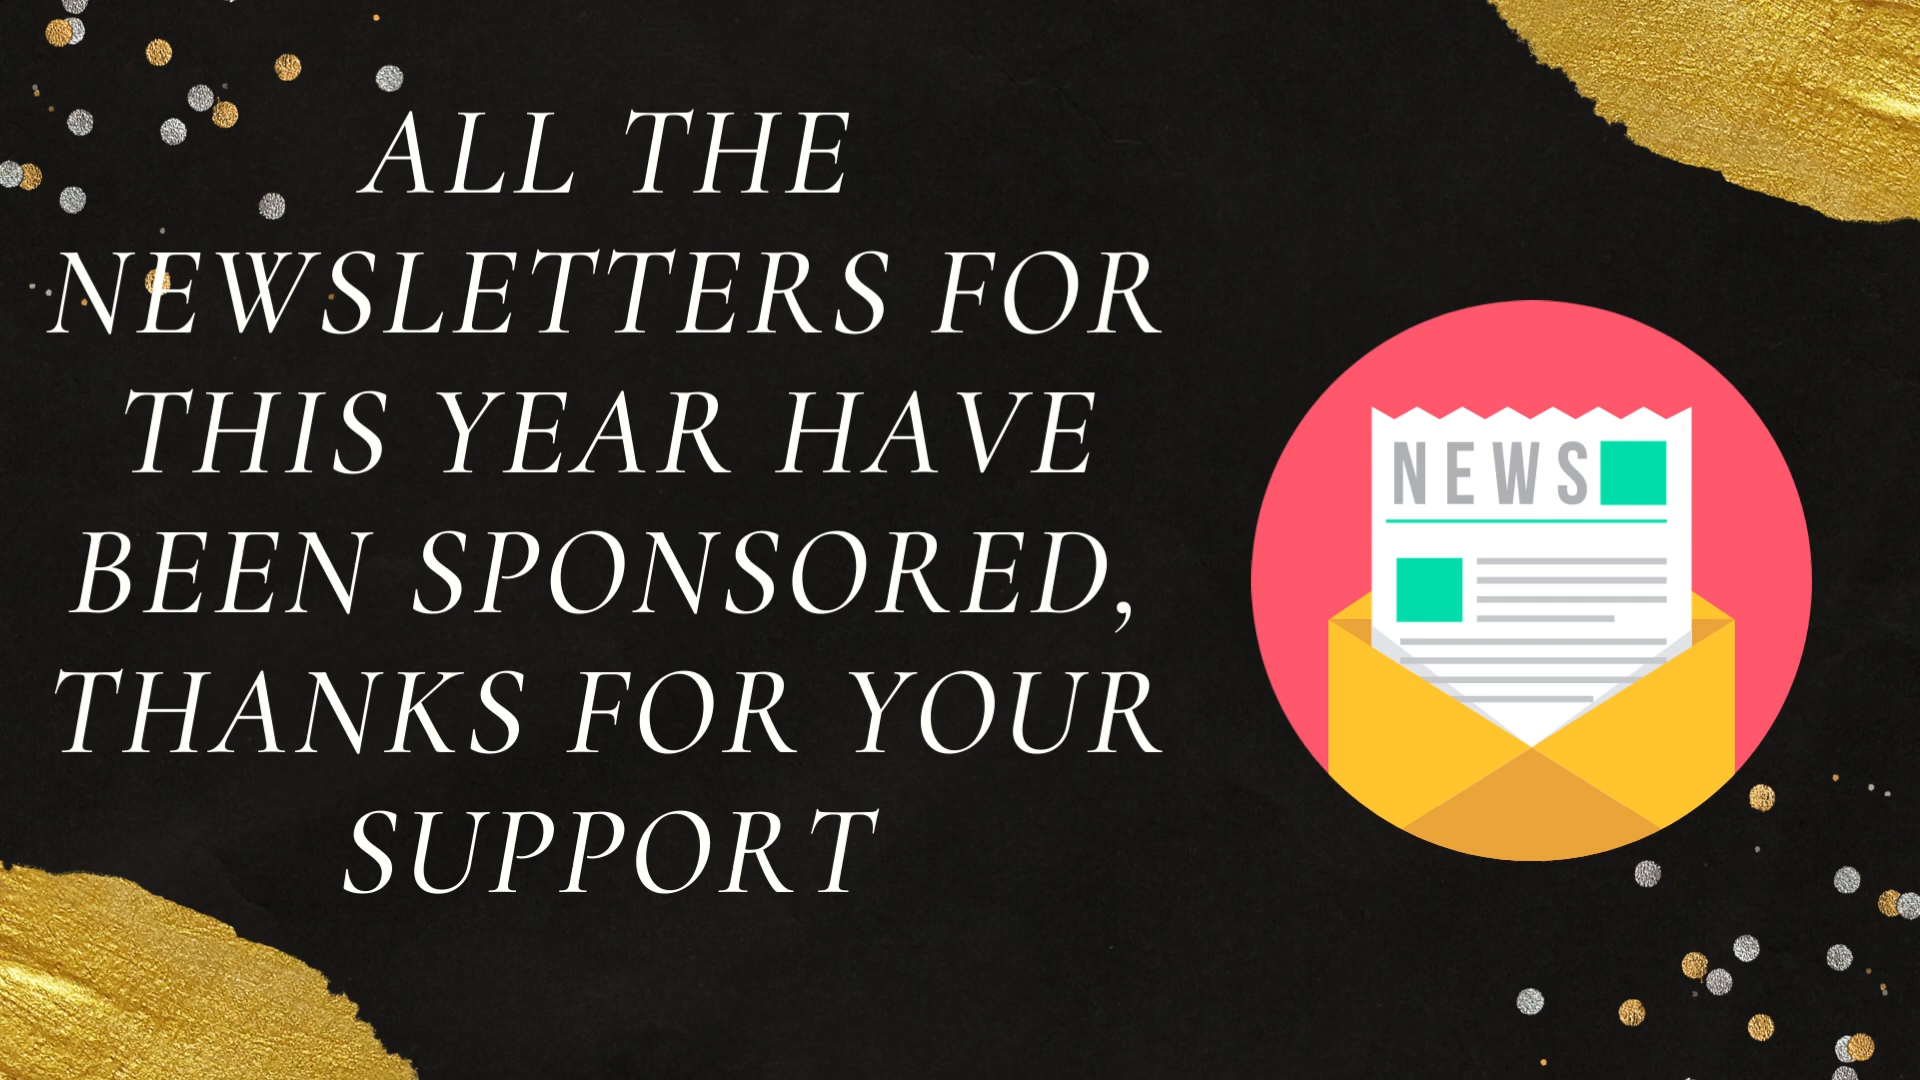 ALL THE
NEWSLETTERS FOR
THIS YEAR HAVE
BEEN SPONSORED,
THANKS FOR YOUR
SUPPORT
NEWS